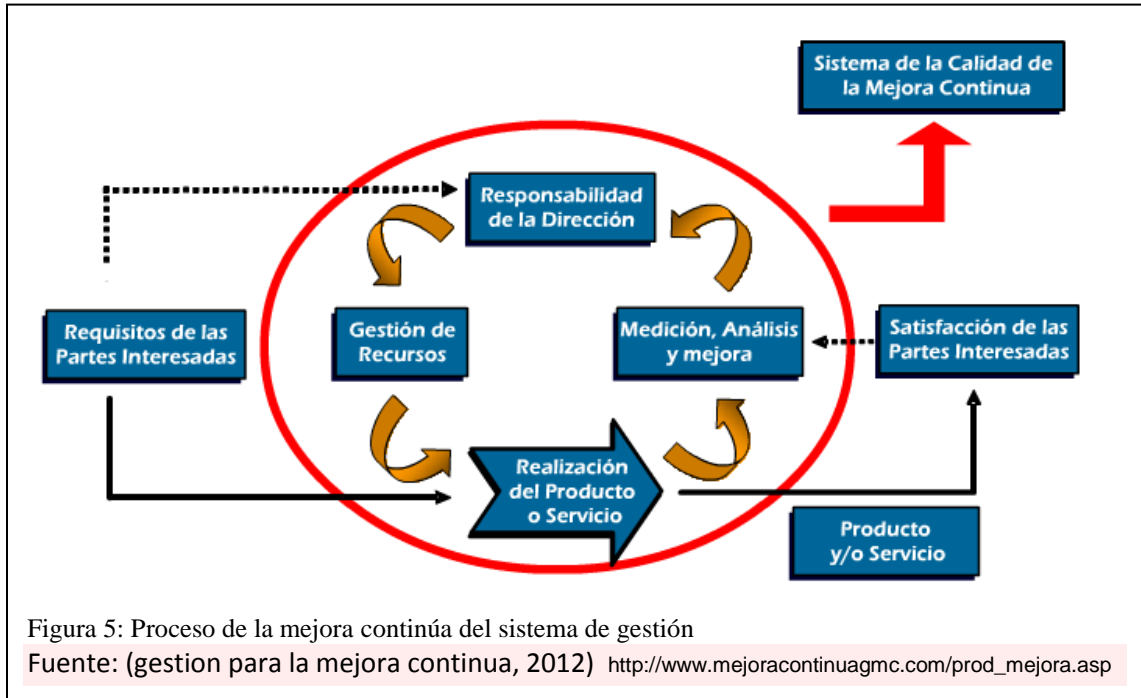 Sistema de la Calidad de
la Mejora Continua
Responsabilidad
de la Dirección
Requisitos de las
Partes Interesadas
Gestión de
Recursos
Medición, Análisis
y mejora
Satisfacción de las
Partes Interesadas
Realización
del Producto
o Servicio
Producto
y/o Servicio
Figura 5: Proceso de la mejora continúa del sistema de gestión
Fuente: (gestion para la mejora continua, 2012) http://www.mejoracontinuagmc.com/prod_mejora.asp